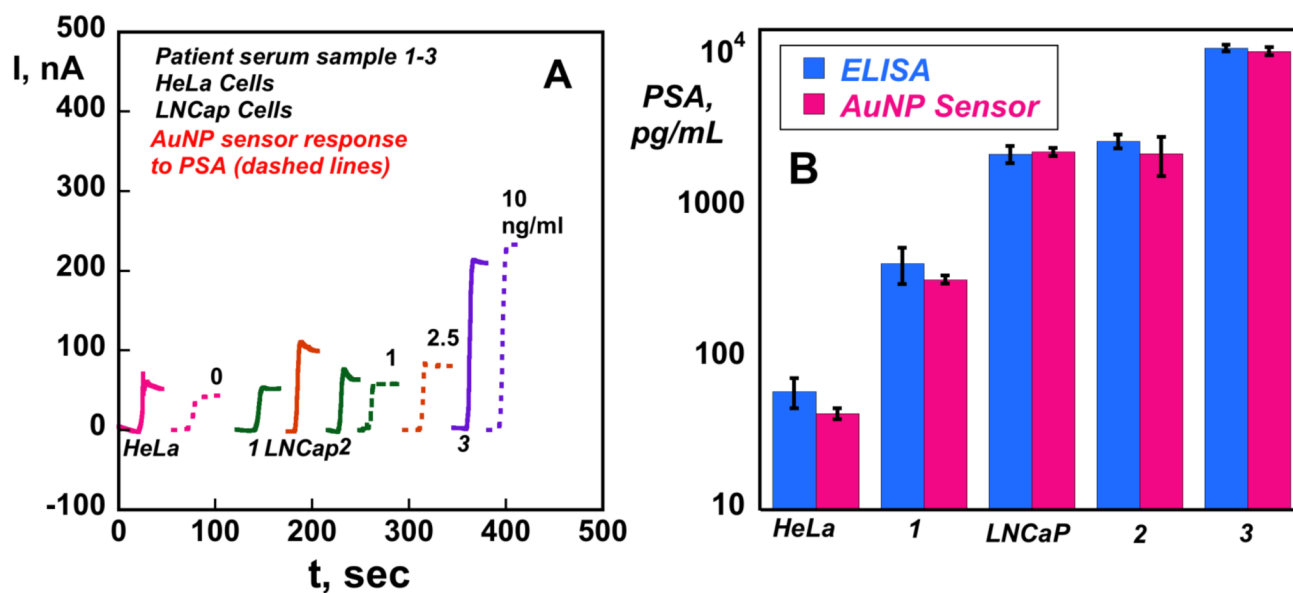 500
I, nA
400
300
200
100
0
-100
Patient serum sample 1-3
HeLa Cells
LNCap Cells
AuNP sensor response
to PSA (dashed lines)
A
10
ng/ml
2.5
1
0
HeLa
1 LNCap2
3
0 100 200 300 400 500
t, sec
10^4
PSA,
pg/mL
1000
100
10
ELISA
AuNP Sensor
B
HeLa 1 LNCaP 2 3